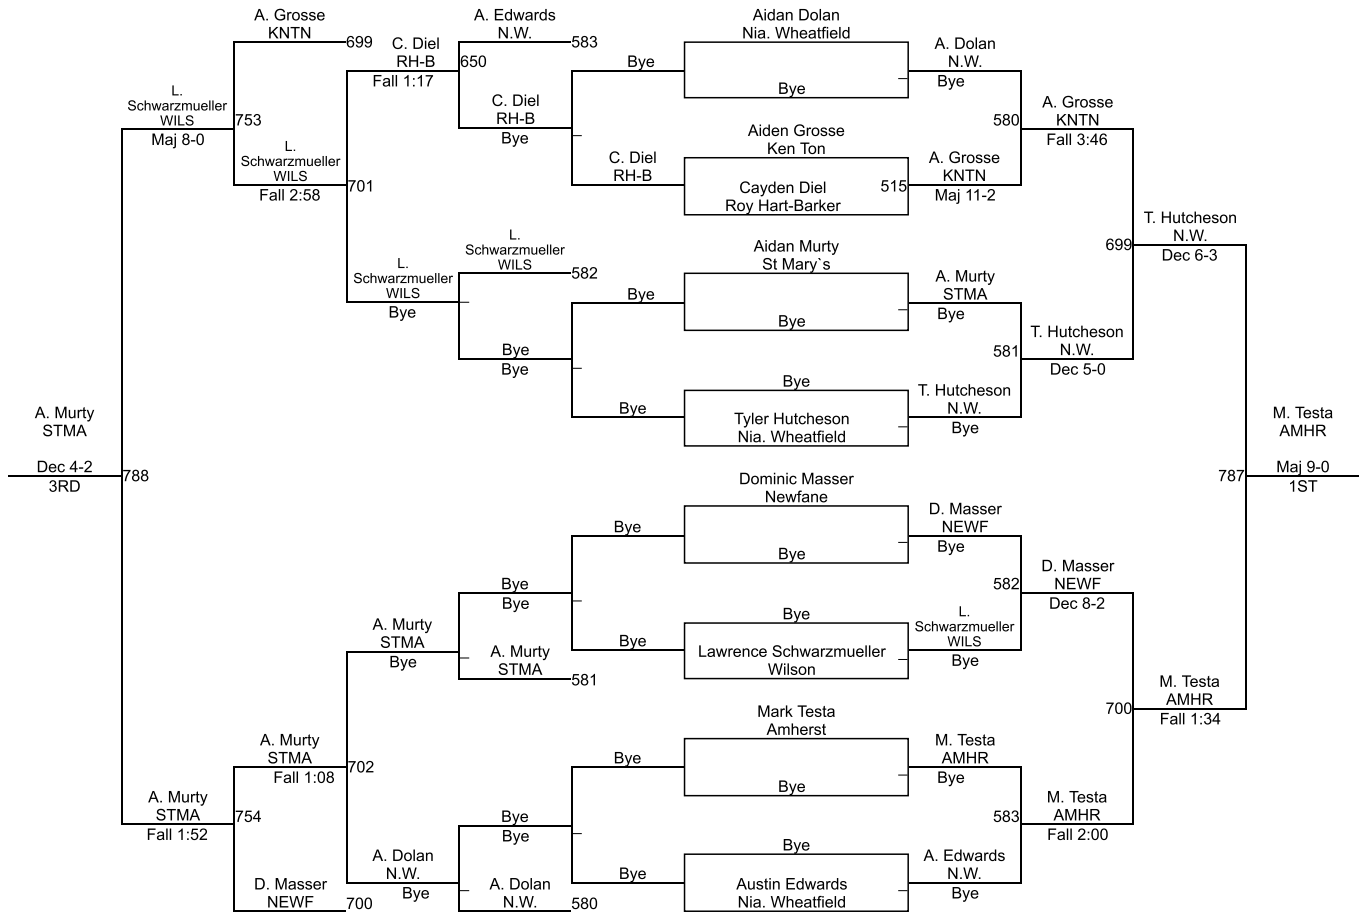 A. Grosse
KNTN
699
L.
Schwarzmueller
WILS
Maj 8-0
753
L.
Schwarzmueller
WILS
Fall 2:58
701
C. Diel
RH-B
Fall 1:17
650
A. Edwards
N.W.
583
C. Diel
RH-B
Bye
L.
Schwarzmueller
WILS
Bye
L.
Schwarzmueller
WILS
582
Bye
Bye
Bye
C. Diel
RH-B
Bye
Bye
Aidan Dolan
Nia. Wheatfield
Bye
Aiden Grosse
Ken Ton
Cayden Diel
Roy Hart-Barker
515
Aidan Murty
St Mary`s
Bye
Bye
Tyler Hutcheson
Nia. Wheatfield
A. Dolan
N.W.
Bye
580
A. Grosse
KNTN
Maj 11-2
A. Grosse
KNTN
Fall 3:46
A. Murty
STMA
Bye
581
T. Hutcheson
N.W.
Bye
T. Hutcheson
N.W.
Dec 5-0
699
T. Hutcheson
N.W.
Dec 6-3
A. Murty
STMA
Dec 4-2
3RD
788
787
M. Testa
AMHR
Maj 9-0
1ST
A. Murty
STMA
Fall 1:52
754
A. Murty
STMA
Fall 1:08
702
D. Masser
NEWF
700
A. Murty
STMA
Bye
Bye
Bye
A. Murty
STMA
581
A. Dolan
N.W.
Bye
Bye
Bye
A. Dolan
N.W.
580
Bye
Bye
Bye
Bye
Dominic Masser
Newfane
Bye
Bye
Lawrence Schwarzmueller
Wilson
Mark Testa
Amherst
Bye
Bye
Austin Edwards
Nia. Wheatfield
D. Masser
NEWF
Bye
582
L.
Schwarzmueller
WILS
Bye
D. Masser
NEWF
Dec 8-2
M. Testa
AMHR
Bye
583
A. Edwards
N.W.
Bye
M. Testa
AMHR
Fall 2:00
700
M. Testa
AMHR
Fall 1:34